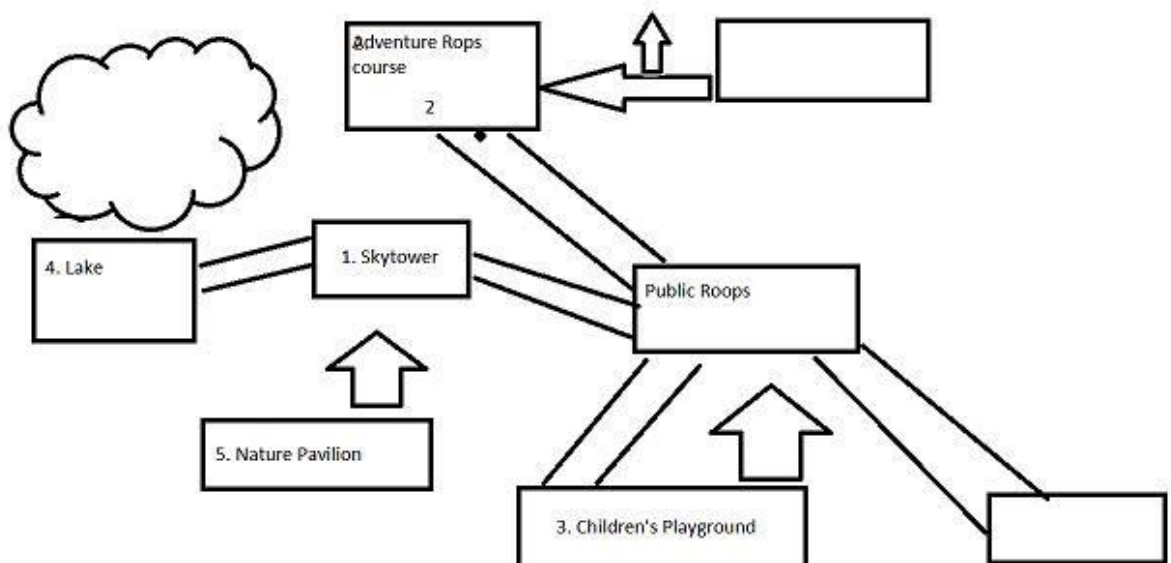 Adventure Rops
course
2
1. Skytower
4. Lake
Public Roops
5. Nature Pavilion
3. Children's Playground